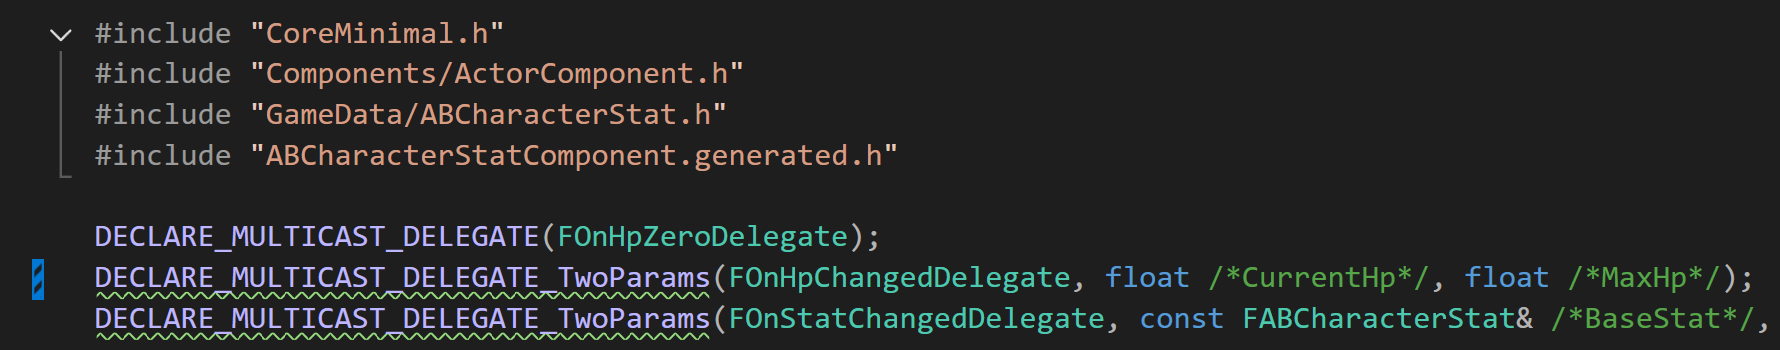 #include "CoreMinimal.h"
#include "Components/ActorComponent.h"
#include "GameData/ABCharacterStat.h"
#include "ABCharacterStatComponent.generated.h"
DECLARE_MULTICAST_DELEGATE(FOnHpZeroDelegate);
DECLARE_MULTICAST_DELEGATE_TwoParams(FOnHpChangedDelegate, float /*CurrentHp*/, float /*MaxHp*/);
DECLARE_MULTICAST_DELEGATE_TwoParams(FOnStatChangedDelegate, const FABCharacterStat& /*BaseStat*/,